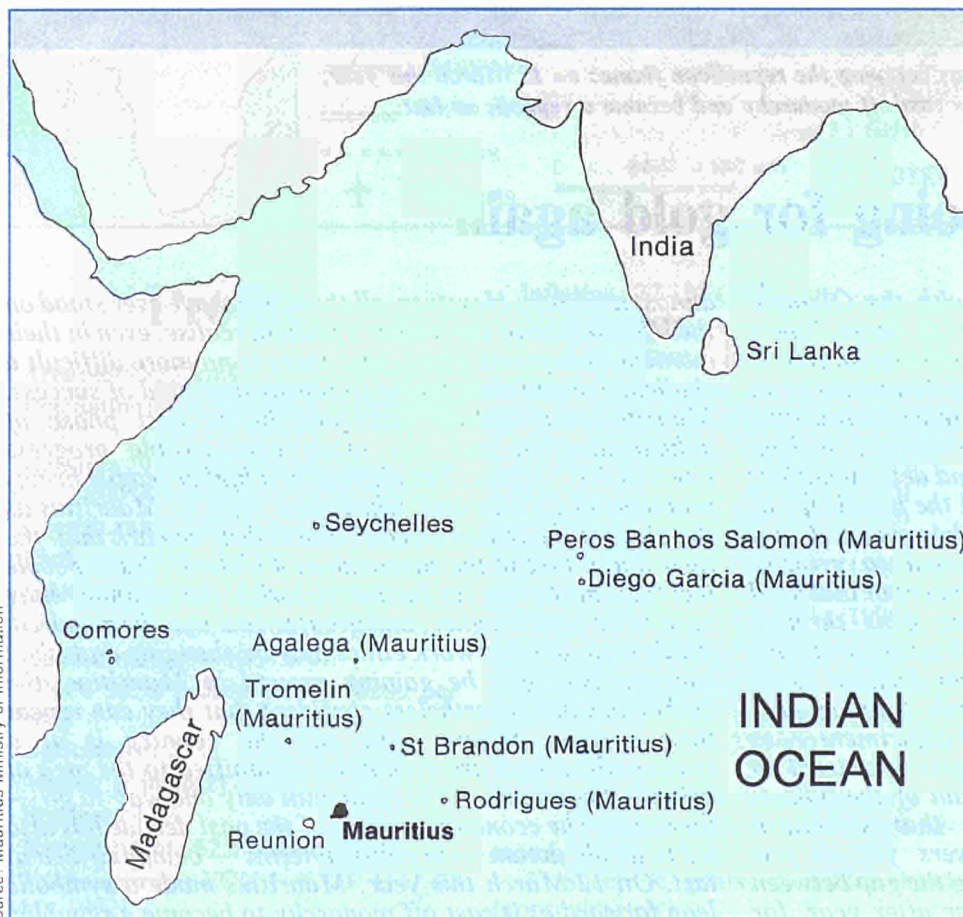 India
Sri Lanka
Seychelles
Peros Banhos Salomon (Mauritius)
Diego Garcia (Mauritius)
Comores
Agalega (Mauritius)
Tromelin
(Mauritius)
INDIAN
OCEAN
St Brandon (Mauritius)
Madagascar
Rodrigues (Mauritius)
Mauritius
Reunion
Source: Mauritius Ministry of Information